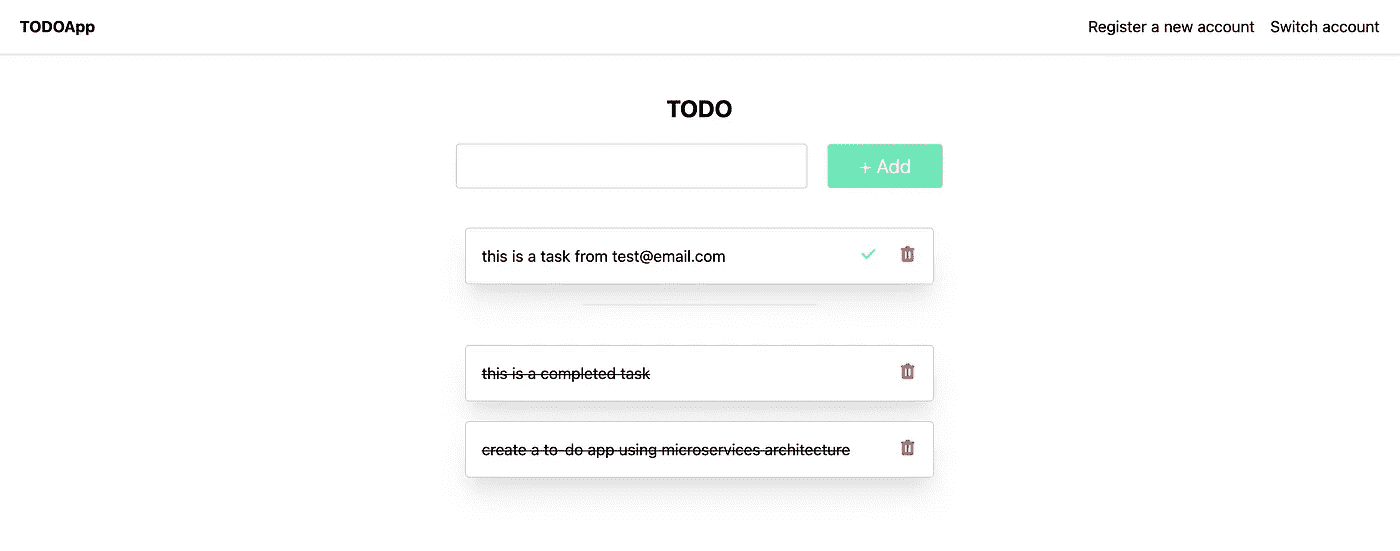 TODOApp
Register a new account
Switch account
TODO
+ Add
this is a task from test@email.com
this is a completed task
create a to-do app using microservices architecture